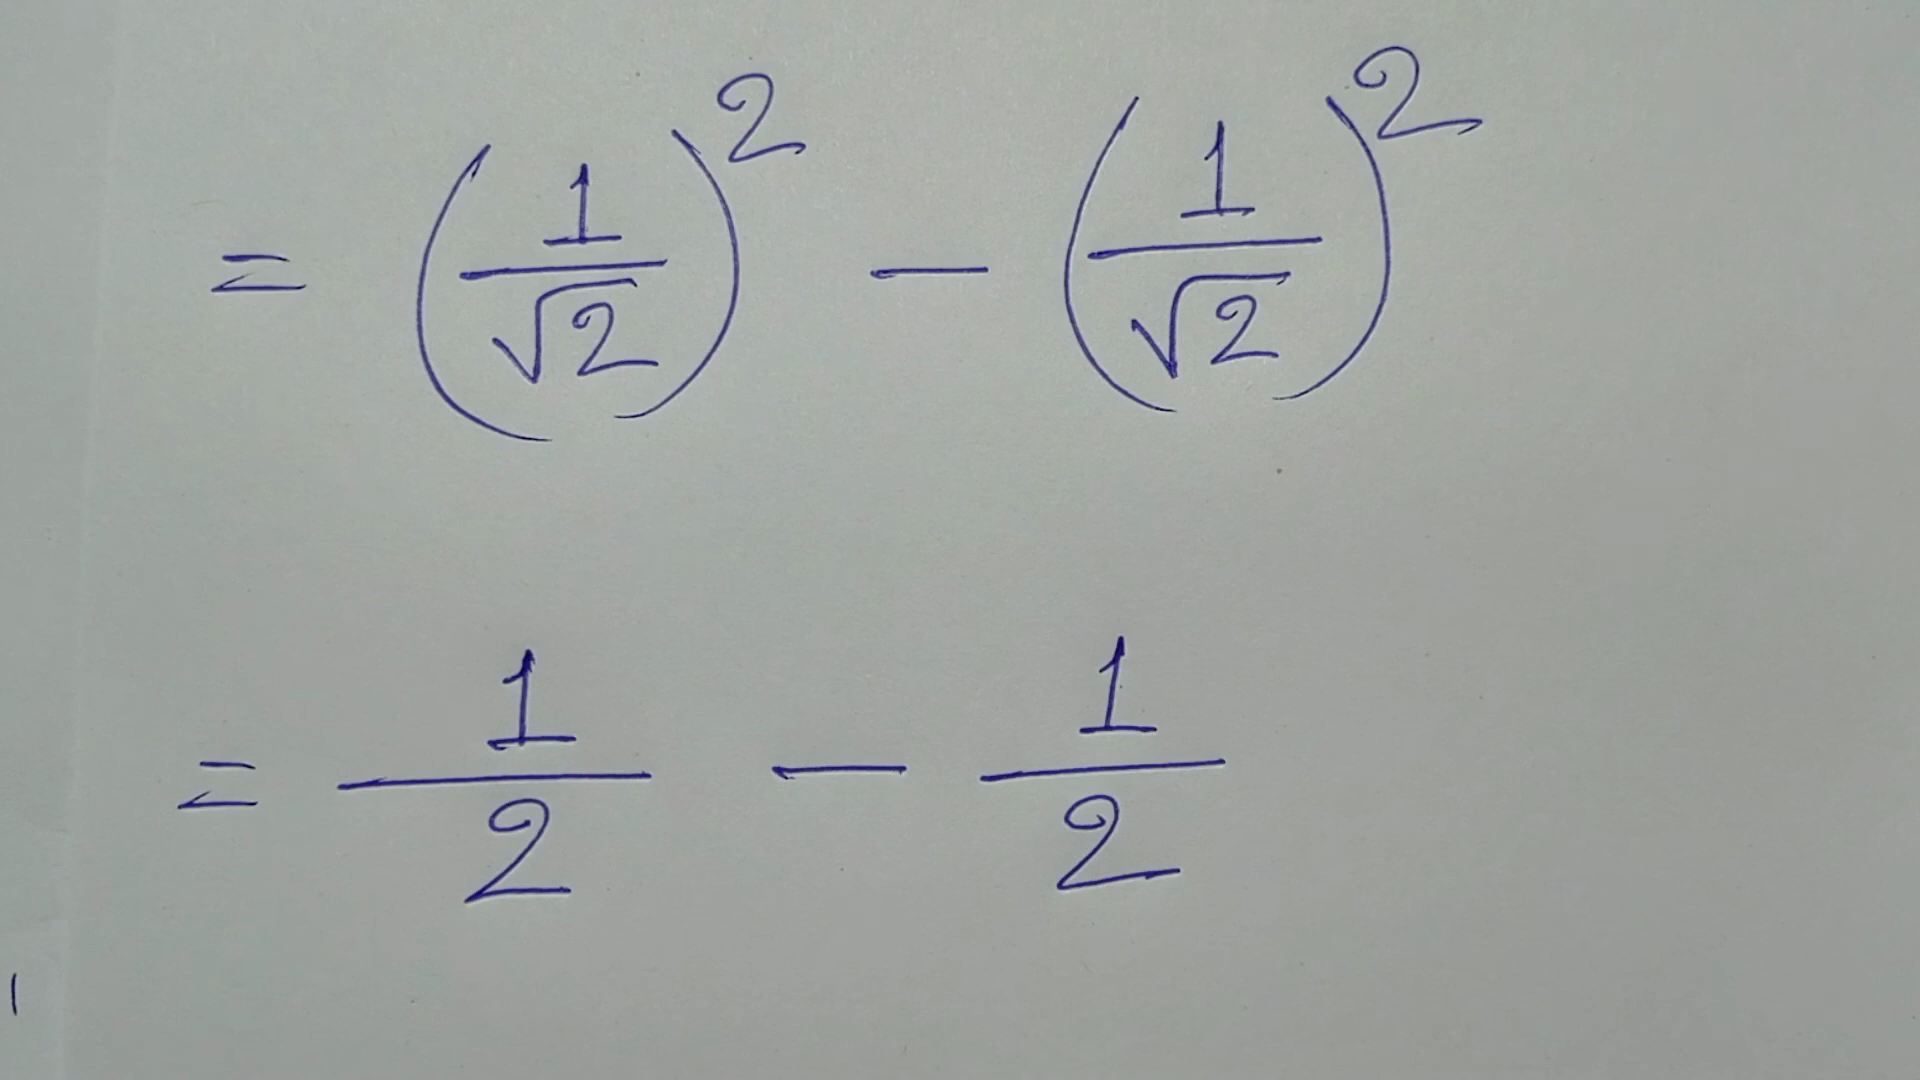 = (1/√2)² − (1/√2)²
= 1/2 − 1/2